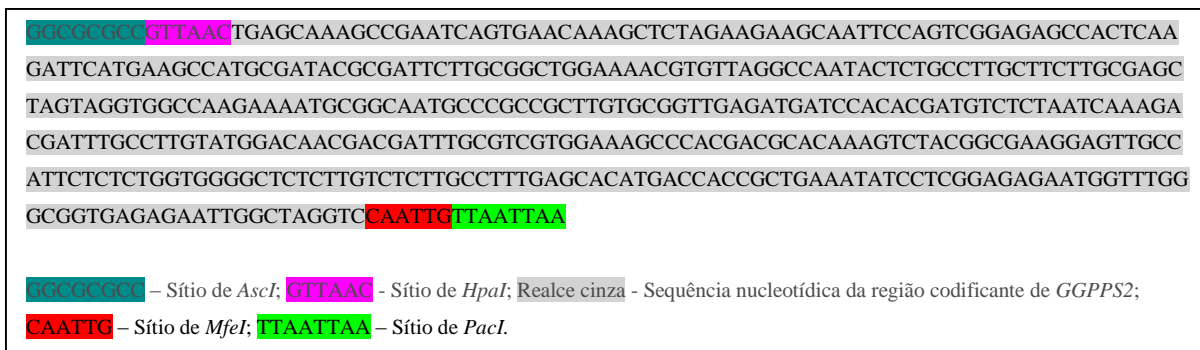 GGCGCGCCGTTAACTGAGCAAAGCCGAATCAGTGAACAAAGCTCTAGAAGAAGCAATTCCAGTCGGAGAGCCACTCAA
GATTCATGAAGCCATGCGATACGCGATTCTTGCGGCTGGAAAACGTGTTAGGCCAATACTCTGCCTTGCTTCTTGCGAGC
TAGTAGGTGGCCAAGAAAATGCGGCAATGCCCGCCGCTTGTGCGGTTGAGATGATCCACACGATGTCTCTAATCAAAGA
CGATTTGCCTTGTATGGACAACGACGATTTGCGTCGTGGAAAGCCCACGACGCACAAAGTCTACGGCGAAGGAGTTGCC
ATTCTCTCTGGTGGGGCTCTCTTGTCTCTTGCCTTTGAGCACATGACCACCGCTGAAATATCCTCGGAGAGAATGGTTTGG
GCGGTGAGAGAATTGGCTAGGTCCAATTGTTAATTAA
GGCGCGCC – Sítio de AscI; GTTAAC - Sítio de HpaI; Realce cinza - Sequência nucleotídica da região codificante de GGPPS2;
CAATTG – Sítio de MfeI; TTAATTAA – Sítio de PacI.